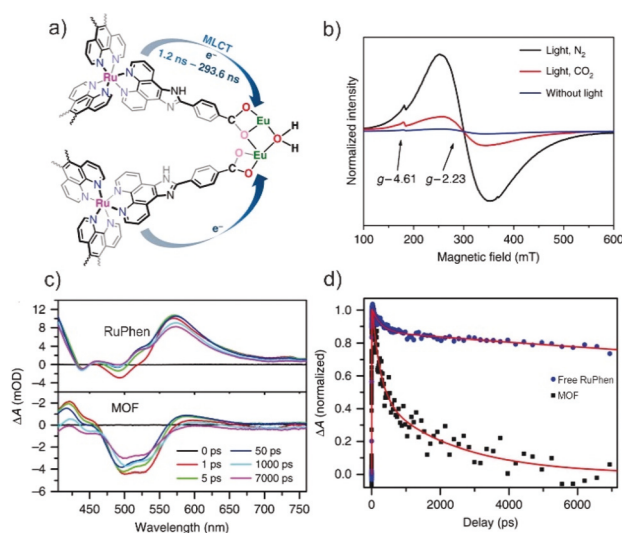 a)
MLCT
e⁻
1.2 ns – 293.6 ns
N
N
N
N
N
N
Ru
NH
N
C
O
O
Eu
Eu
O
H
H
Ru
N
N
N
N
N
N
H
N
N
C
O
O
e⁻
b)
Normalized intensity
Light, N₂
Light, CO₂
Without light
g−4.61
g−2.23
100 200 300 400 500 600
Magnetic field (mT)
c)
ΔA (mOD)
12
8
4
0
−4
RuPhen
2
0
−2
−4
−6
MOF
0 ps 50 ps
1 ps 1000 ps
5 ps 7000 ps
450 500 550 600 650 700 750
Wavelength (nm)
d)
ΔA (normalized)
1.0
0.8
0.6
0.4
0.2
0.0
Free RuPhen
MOF
0 2000 4000 6000
Delay (ps)